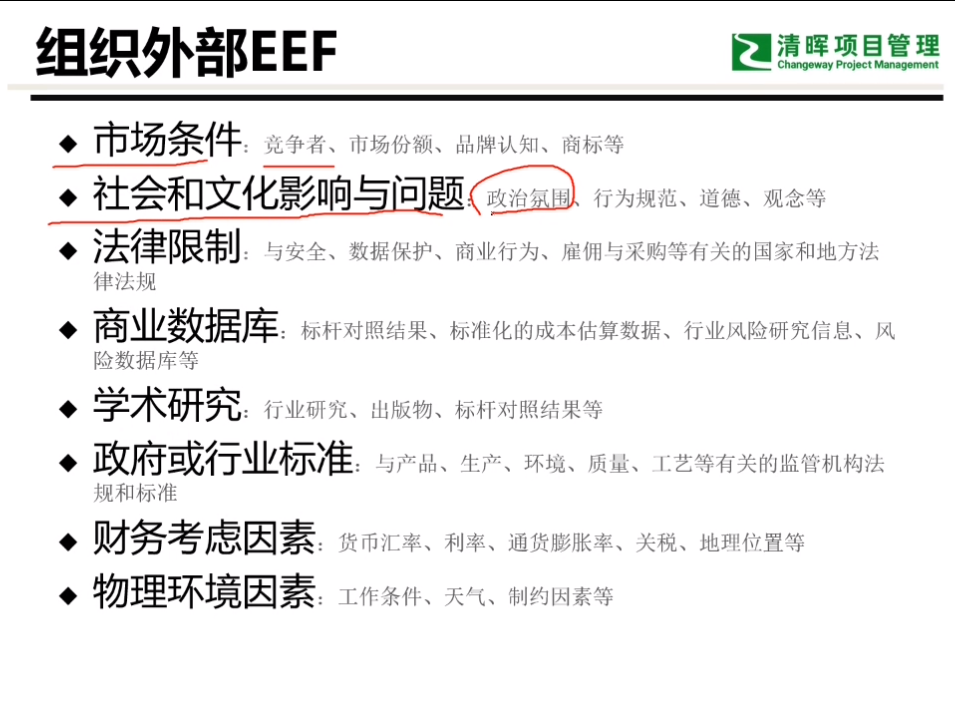 组织外部EEF
清晖项目管理
Changeway Project Management
市场条件：竞争者、市场份额、品牌认知、商标等
社会和文化影响与问题：政治氛围、行为规范、道德、观念等
法律限制：与安全、数据保护、商业行为、雇佣与采购等有关的国家和地方法
律法规
商业数据库：标杆对照结果、标准化的成本估算数据、行业风险研究信息、风
险数据库等
学术研究：行业研究、出版物、标杆对照结果等
政府或行业标准：与产品、生产、环境、质量、工艺等有关的监管机构法
规和标准
财务考虑因素：货币汇率、利率、通货膨胀率、关税、地理位置等
物理环境因素：工作条件、天气、制约因素等